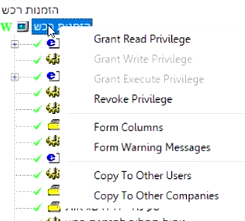 הזמנות רכש
W הזמנות רכש
Grant Read Privilege
Grant Write Privilege
Grant Execute Privilege
Revoke Privilege
Form Columns
Form Warning Messages
Copy To Other Users
Copy To Other Companies